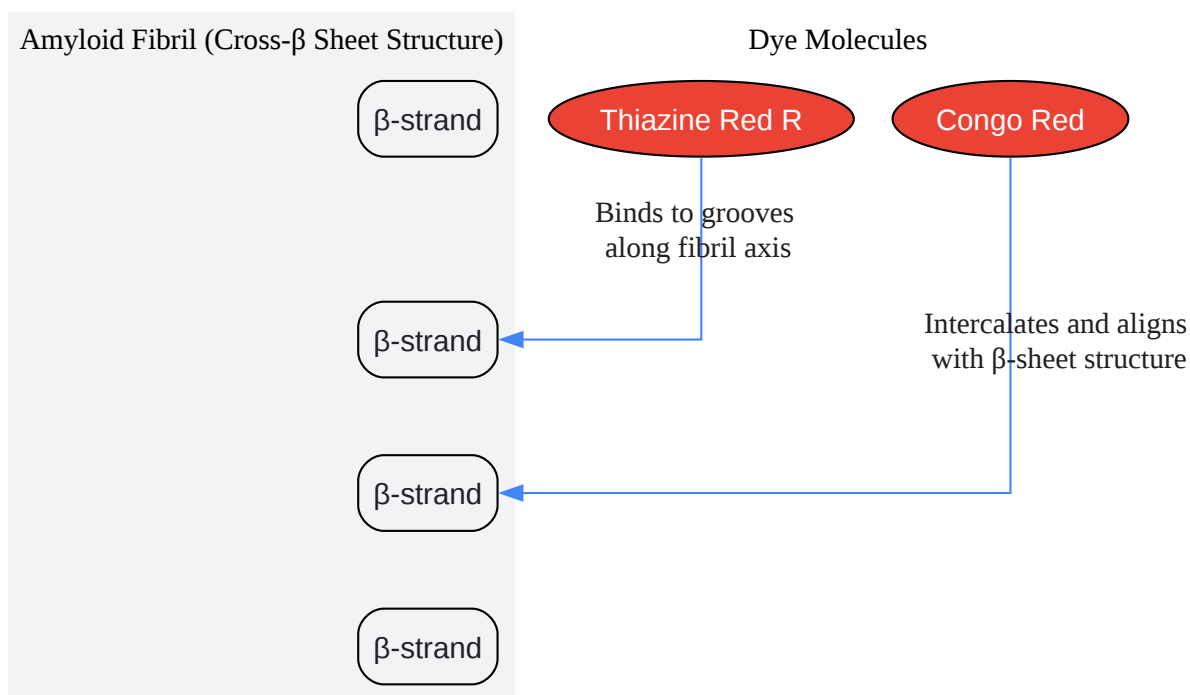 Amyloid Fibril (Cross-β Sheet Structure)
Dye Molecules
β-strand
Thiazine Red R
Congo Red
Binds to grooves
along fibril axis
β-strand
Intercalates and aligns
with β-sheet structure
β-strand
β-strand